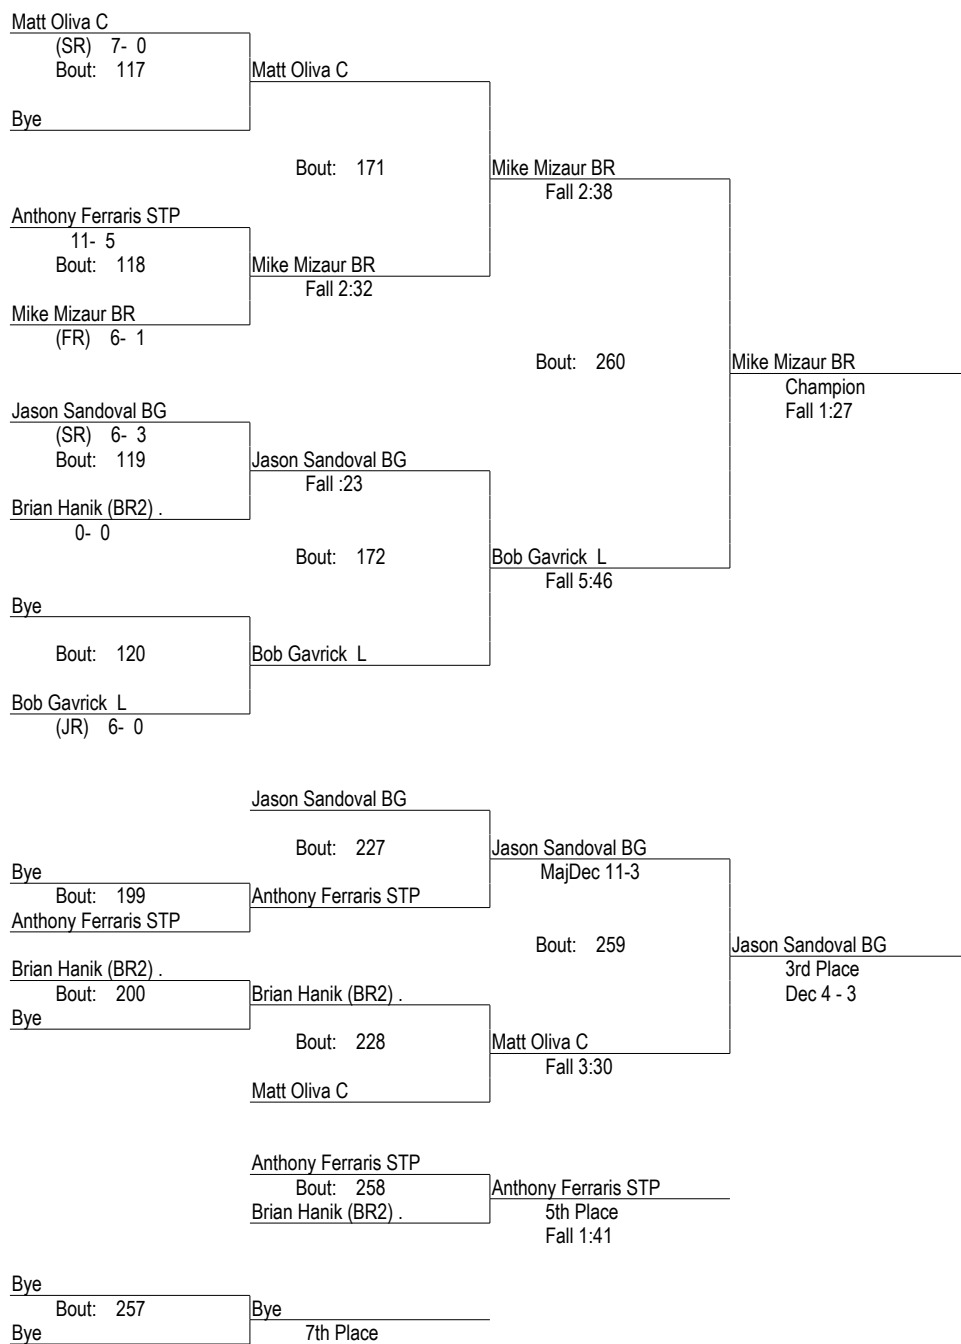 Matt Oliva C
(SR) 7- 0
Bout: 117
Matt Oliva C
Bye
Bout: 171
Mike Mizaur BR
Fall 2:38
Anthony Ferraris STP
11- 5
Bout: 118
Mike Mizaur BR
Fall 2:32
Mike Mizaur BR
(FR) 6- 1
Bout: 260
Mike Mizaur BR
Champion
Fall 1:27
Jason Sandoval BG
(SR) 6- 3
Bout: 119
Jason Sandoval BG
Fall :23
Brian Hanik (BR2) .
0- 0
Bout: 172
Bob Gavrick L
Fall 5:46
Bye
Bout: 120
Bob Gavrick L
Bob Gavrick L
(JR) 6- 0
Jason Sandoval BG
Bout: 227
Jason Sandoval BG
MajDec 11-3
Bye
Bout: 199
Anthony Ferraris STP
Anthony Ferraris STP
Bout: 259
Jason Sandoval BG
3rd Place
Dec 4 - 3
Brian Hanik (BR2) .
Bout: 200
Brian Hanik (BR2) .
Bye
Bout: 228
Matt Oliva C
Fall 3:30
Matt Oliva C
Anthony Ferraris STP
Bout: 258
Anthony Ferraris STP
Brian Hanik (BR2) .
5th Place
Fall 1:41
Bye
Bout: 257
Bye
Bye
7th Place